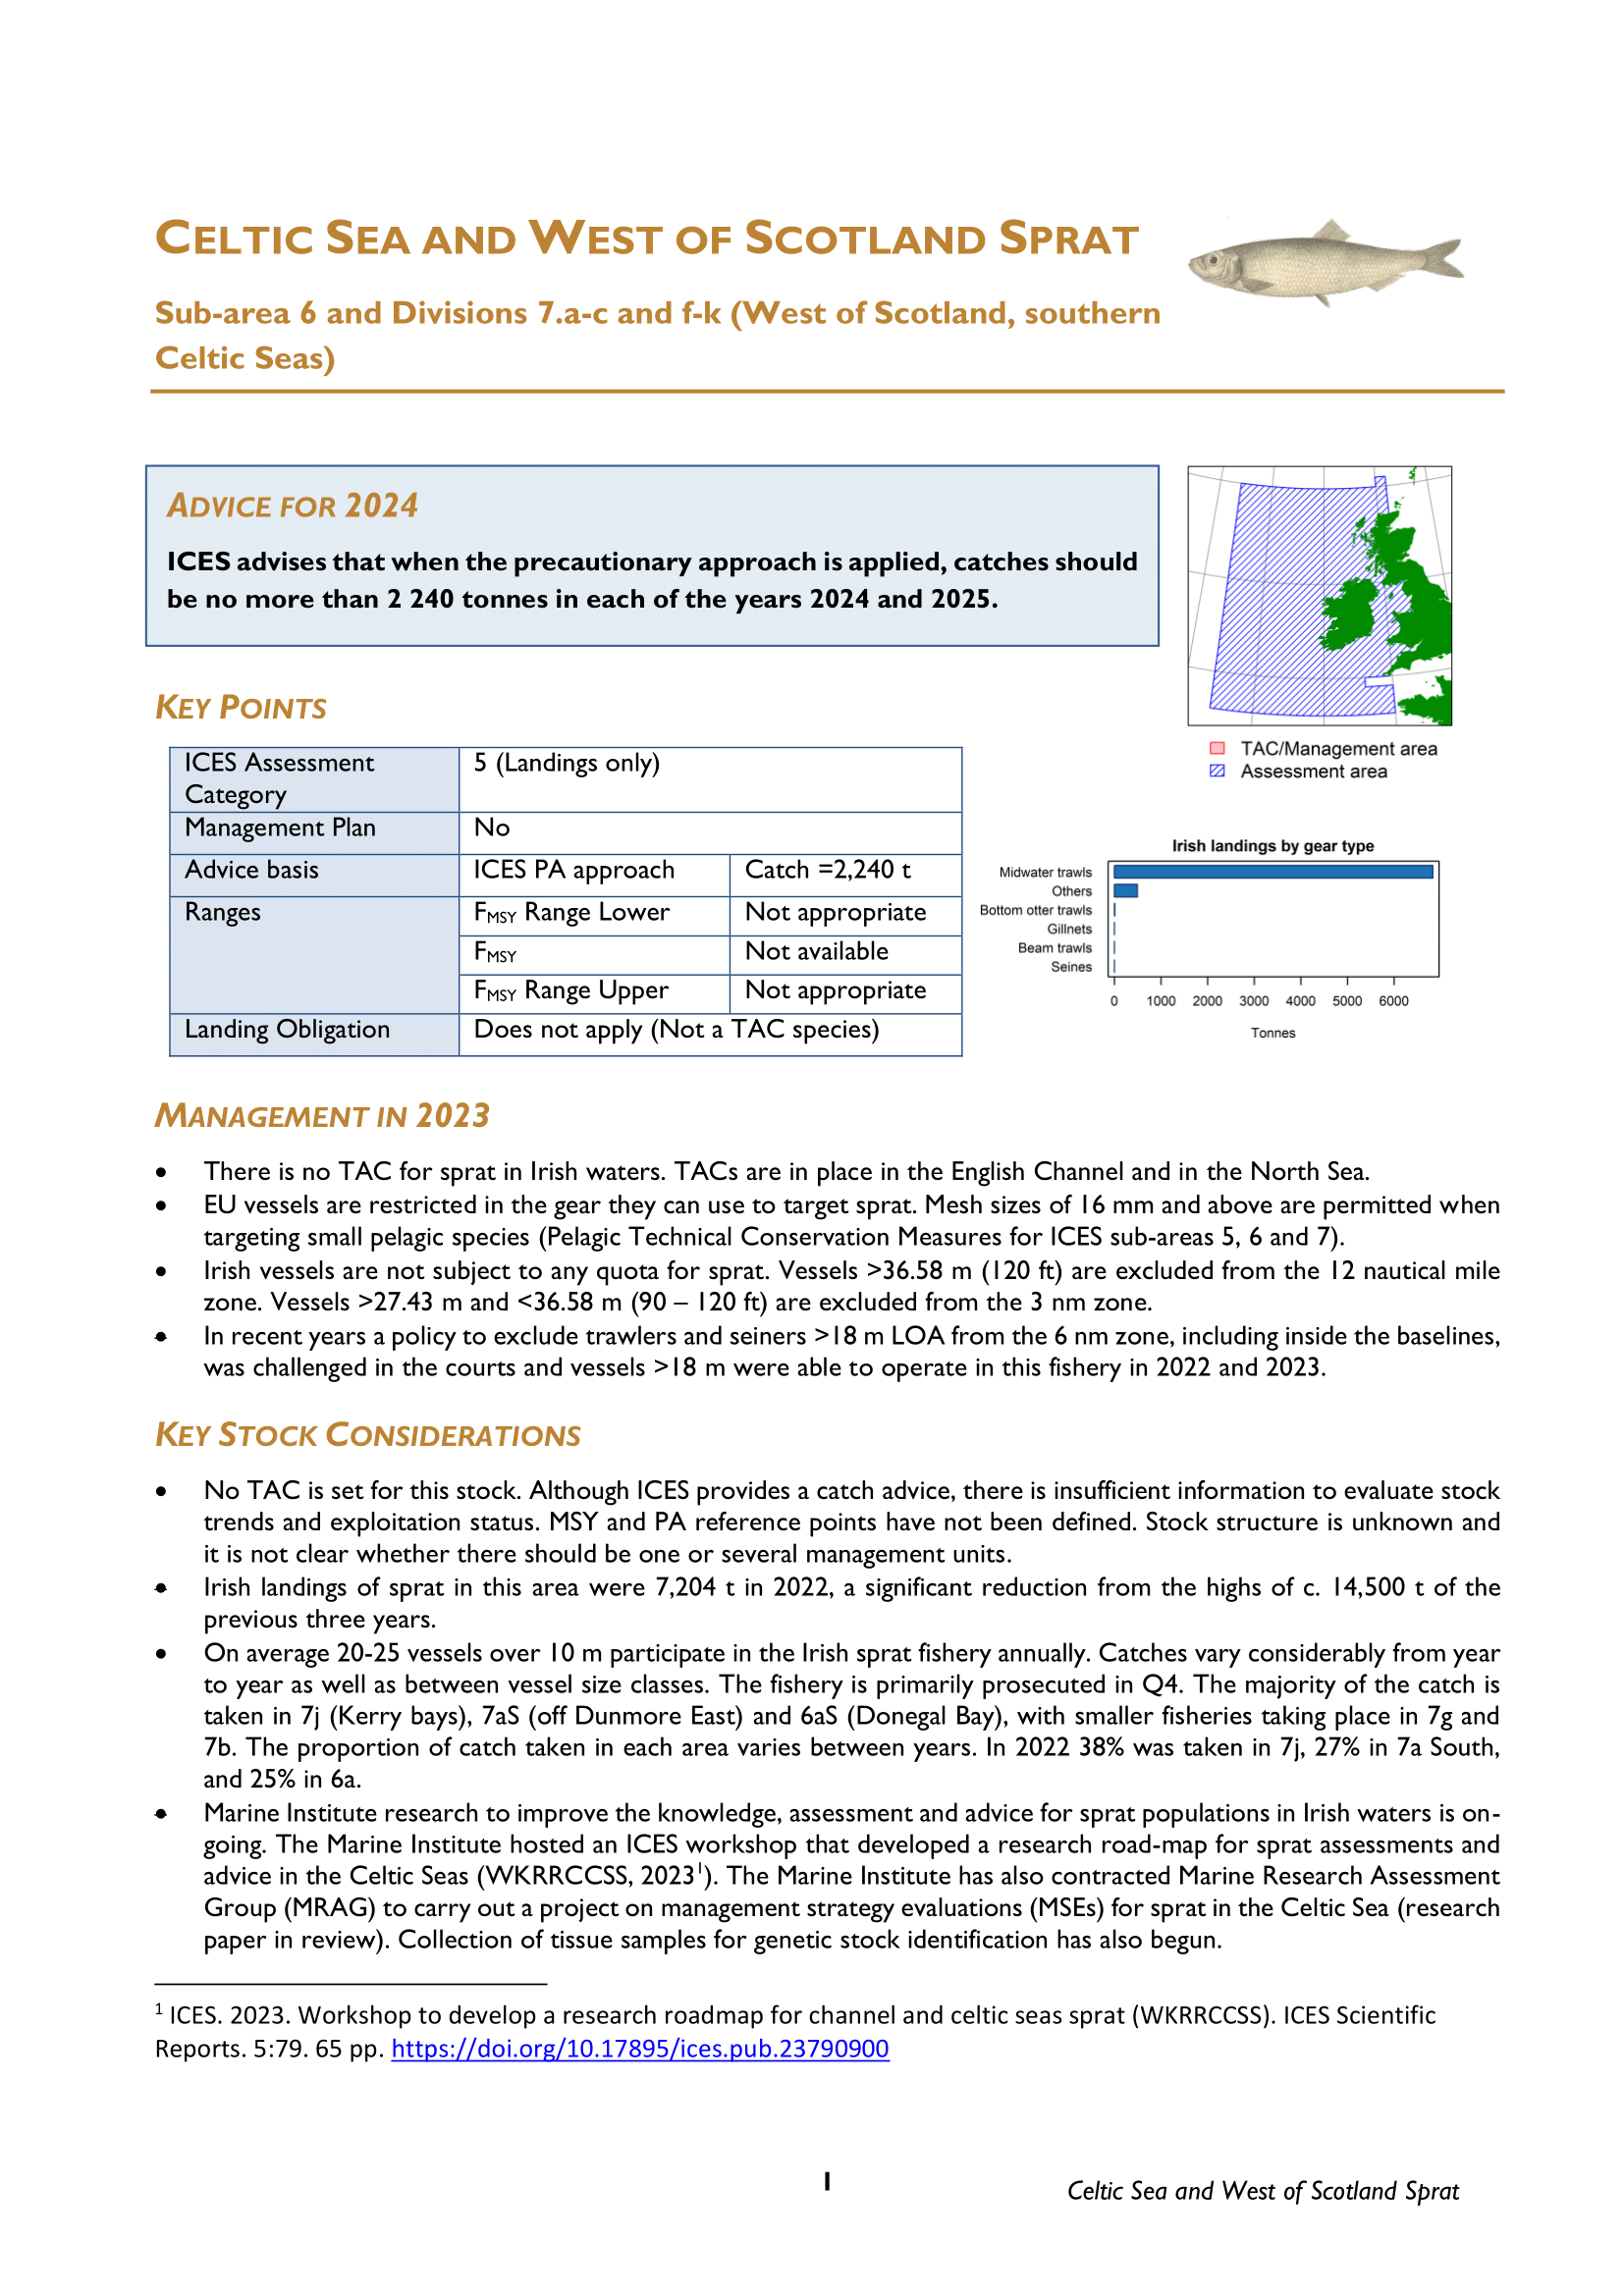 CELTIC SEA AND WEST OF SCOTLAND SPRAT
Sub-area 6 and Divisions 7.a-c and f-k (West of Scotland, southern
Celtic Seas)
ADVICE FOR 2024
ICES advises that when the precautionary approach is applied, catches should
be no more than 2 240 tonnes in each of the years 2024 and 2025.
TAC/Management area
Assessment area
KEY POINTS
ICES Assessment
Category
5 (Landings only)
Management Plan
No
Advice basis
ICES PA approach
Catch =2,240 t
Ranges
FMSY Range Lower
Not appropriate
FMSY
Not available
FMSY Range Upper
Not appropriate
Landing Obligation
Does not apply (Not a TAC species)
Irish landings by gear type
Midwater trawls
Others
Bottom otter trawls
Gillnets
Beam trawls
Seines
0 1000 2000 3000 4000 5000 6000
Tonnes
MANAGEMENT IN 2023
• There is no TAC for sprat in Irish waters. TACs are in place in the English Channel and in the North Sea.
• EU vessels are restricted in the gear they can use to target sprat. Mesh sizes of 16 mm and above are permitted when
targeting small pelagic species (Pelagic Technical Conservation Measures for ICES sub-areas 5, 6 and 7).
• Irish vessels are not subject to any quota for sprat. Vessels >36.58 m (120 ft) are excluded from the 12 nautical mile
zone. Vessels >27.43 m and <36.58 m (90 – 120 ft) are excluded from the 3 nm zone.
• In recent years a policy to exclude trawlers and seiners >18 m LOA from the 6 nm zone, including inside the baselines,
was challenged in the courts and vessels >18 m were able to operate in this fishery in 2022 and 2023.
KEY STOCK CONSIDERATIONS
• No TAC is set for this stock. Although ICES provides a catch advice, there is insufficient information to evaluate stock
trends and exploitation status. MSY and PA reference points have not been defined. Stock structure is unknown and
it is not clear whether there should be one or several management units.
• Irish landings of sprat in this area were 7,204 t in 2022, a significant reduction from the highs of c. 14,500 t of the
previous three years.
• On average 20-25 vessels over 10 m participate in the Irish sprat fishery annually. Catches vary considerably from year
to year as well as between vessel size classes. The fishery is primarily prosecuted in Q4. The majority of the catch is
taken in 7j (Kerry bays), 7aS (off Dunmore East) and 6aS (Donegal Bay), with smaller fisheries taking place in 7g and
7b. The proportion of catch taken in each area varies between years. In 2022 38% was taken in 7j, 27% in 7a South,
and 25% in 6a.
• Marine Institute research to improve the knowledge, assessment and advice for sprat populations in Irish waters is on-
going. The Marine Institute hosted an ICES workshop that developed a research road-map for sprat assessments and
advice in the Celtic Seas (WKRRCCSS, 2023¹). The Marine Institute has also contracted Marine Research Assessment
Group (MRAG) to carry out a project on management strategy evaluations (MSEs) for sprat in the Celtic Sea (research
paper in review). Collection of tissue samples for genetic stock identification has also begun.
¹ ICES. 2023. Workshop to develop a research roadmap for channel and celtic seas sprat (WKRRCCSS). ICES Scientific
Reports. 5:79. 65 pp. https://doi.org/10.17895/ices.pub.23790900
1
Celtic Sea and West of Scotland Sprat